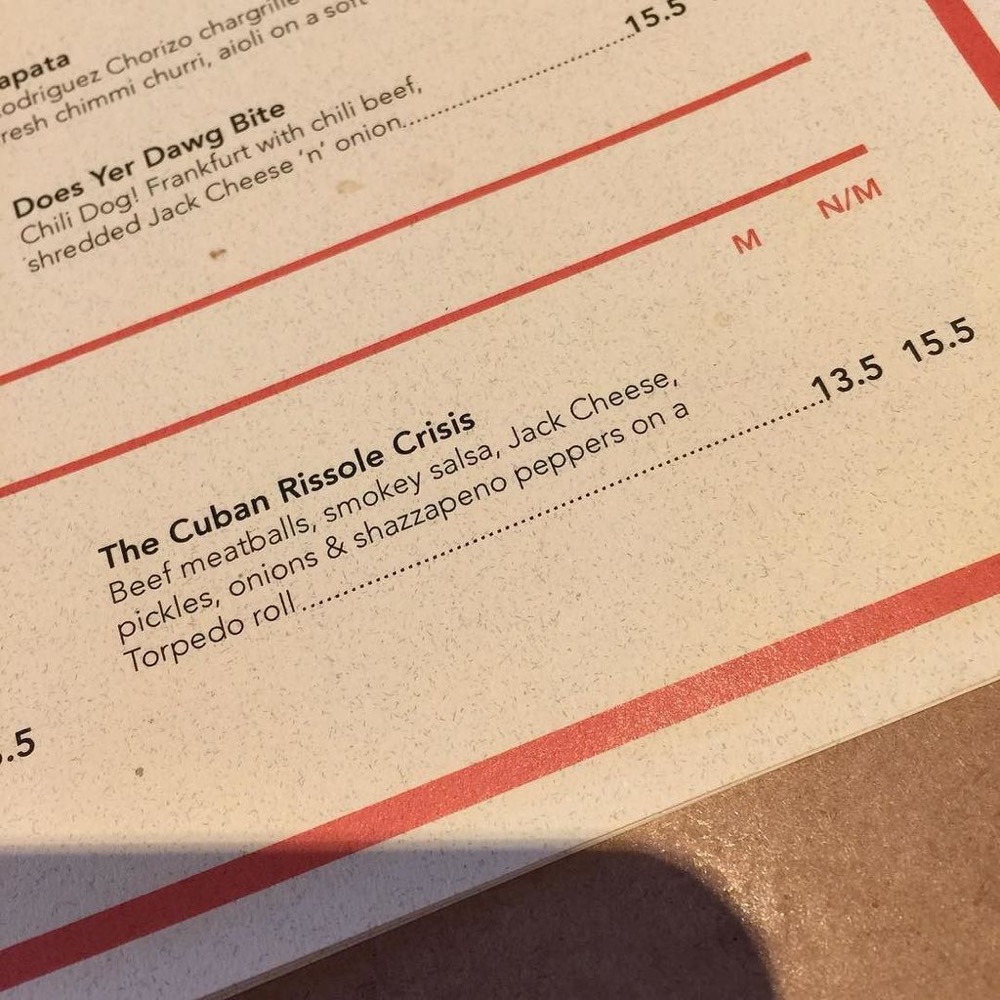 apata
odriguez Chorizo chargrille
resh chimmi churri, aioli on a soft
Does Yer Dawg Bite
Chili Dog! Frankfurt with chili beef,
shredded Jack Cheese 'n' onion..............................15.5
M N/M
The Cuban Rissole Crisis
Beef meatballs, smokey salsa, Jack Cheese,
pickles, onions & shazzapeno peppers on a
Torpedo roll......................................................................13.5 15.5
.5